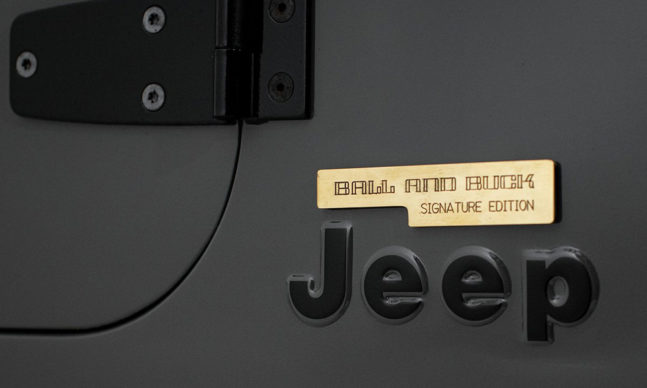 BALL AND BUCK
SIGNATURE EDITION
Jeep